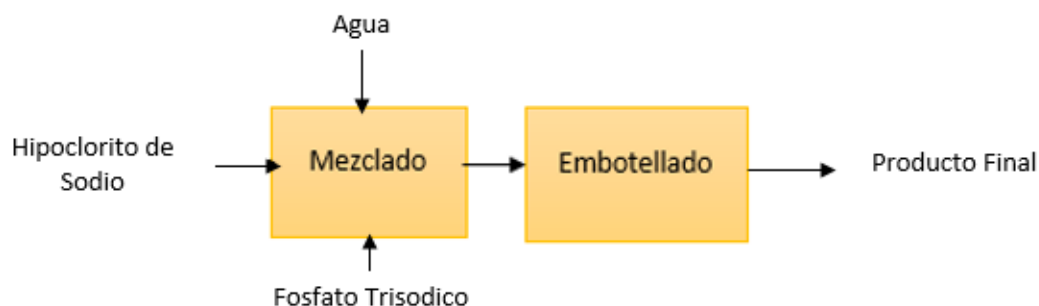 Agua
Hipoclorito de
Sodio
Mezclado
Embotellado
Producto Final
Fosfato Trisodico